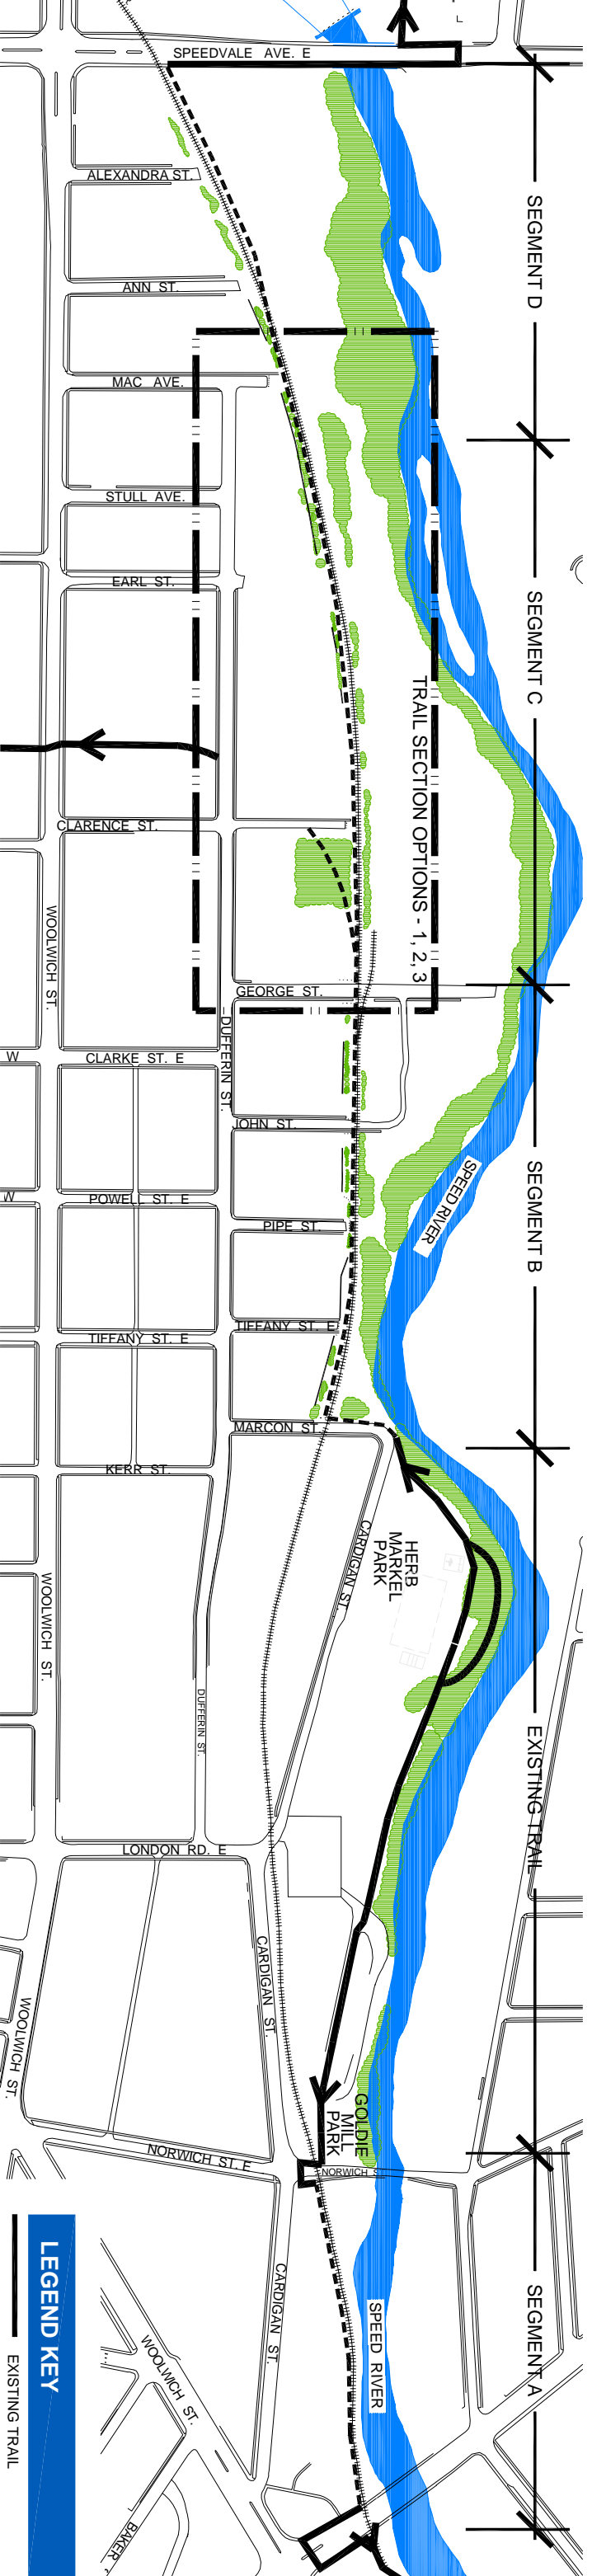 SPEEDVALE AVE. E
ALEXANDRA ST.
SEGMENT D
ANN ST.
MAC AVE.
STULL AVE.
EARL ST.
SEGMENT C
TRAIL SECTION OPTIONS - 1, 2, 3
CLARENCE ST.
WOOLWICH ST.
GEORGE ST.
DUFFERIN ST.
W
CLARKE ST. E
JOHN ST.
SPEED RIVER
SEGMENT B
W
POWELL ST. E
PIPE ST.
TIFFANY ST. E
TIFFANY ST. E
MARCON ST.
KERR ST.
CARDIGAN ST.
HERB
MARKEL
PARK
WOOLWICH ST.
DUFFERIN ST.
EXISTING TRAIL
LONDON RD. E
CARDIGAN ST.
WOOLWICH ST.
GOLDIE
MILL
PARK
NORWICH ST. E
NORWICH S
CARDIGAN ST.
SPEED RIVER
SEGMENT A
WOOLWICH ST.
BAKER
LEGEND KEY
EXISTING TRAIL